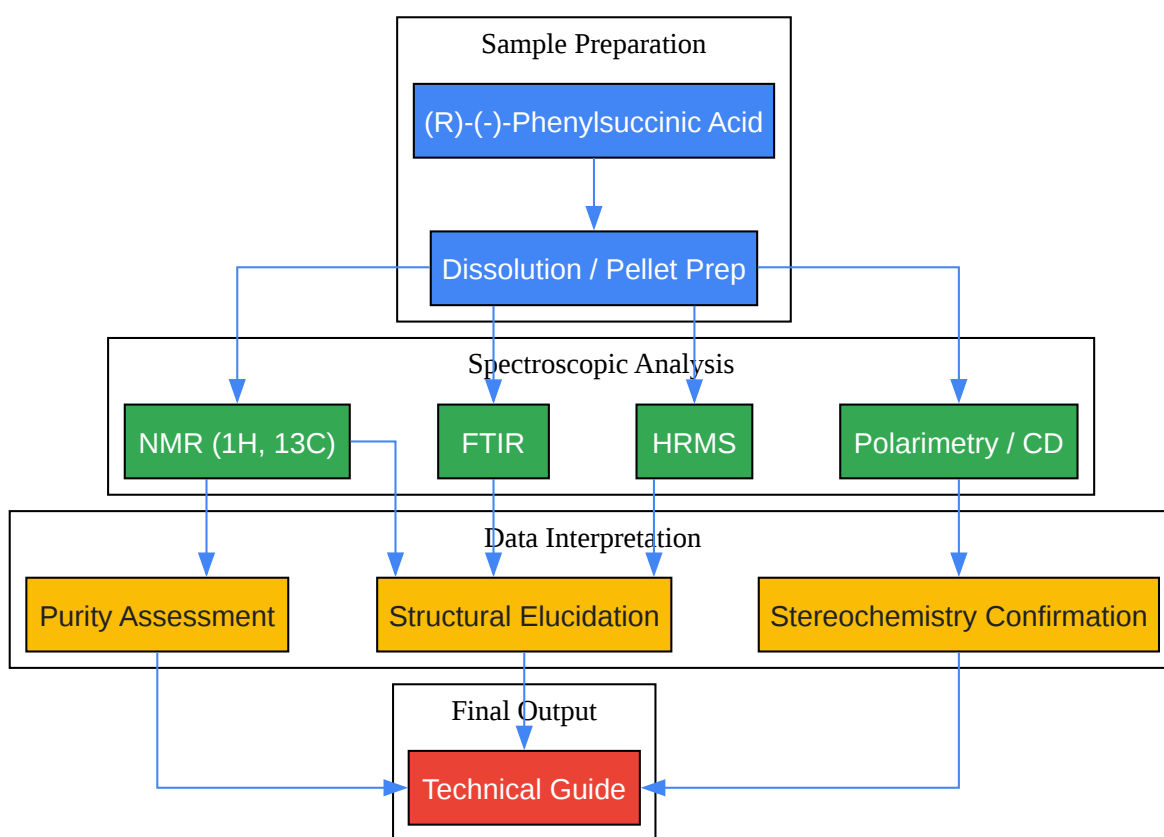 Sample Preparation
(R)-(-)-Phenylsuccinic Acid
Dissolution / Pellet Prep
Spectroscopic Analysis
NMR (1H, 13C)
FTIR
HRMS
Polarimetry / CD
Data Interpretation
Purity Assessment
Structural Elucidation
Stereochemistry Confirmation
Final Output
Technical Guide